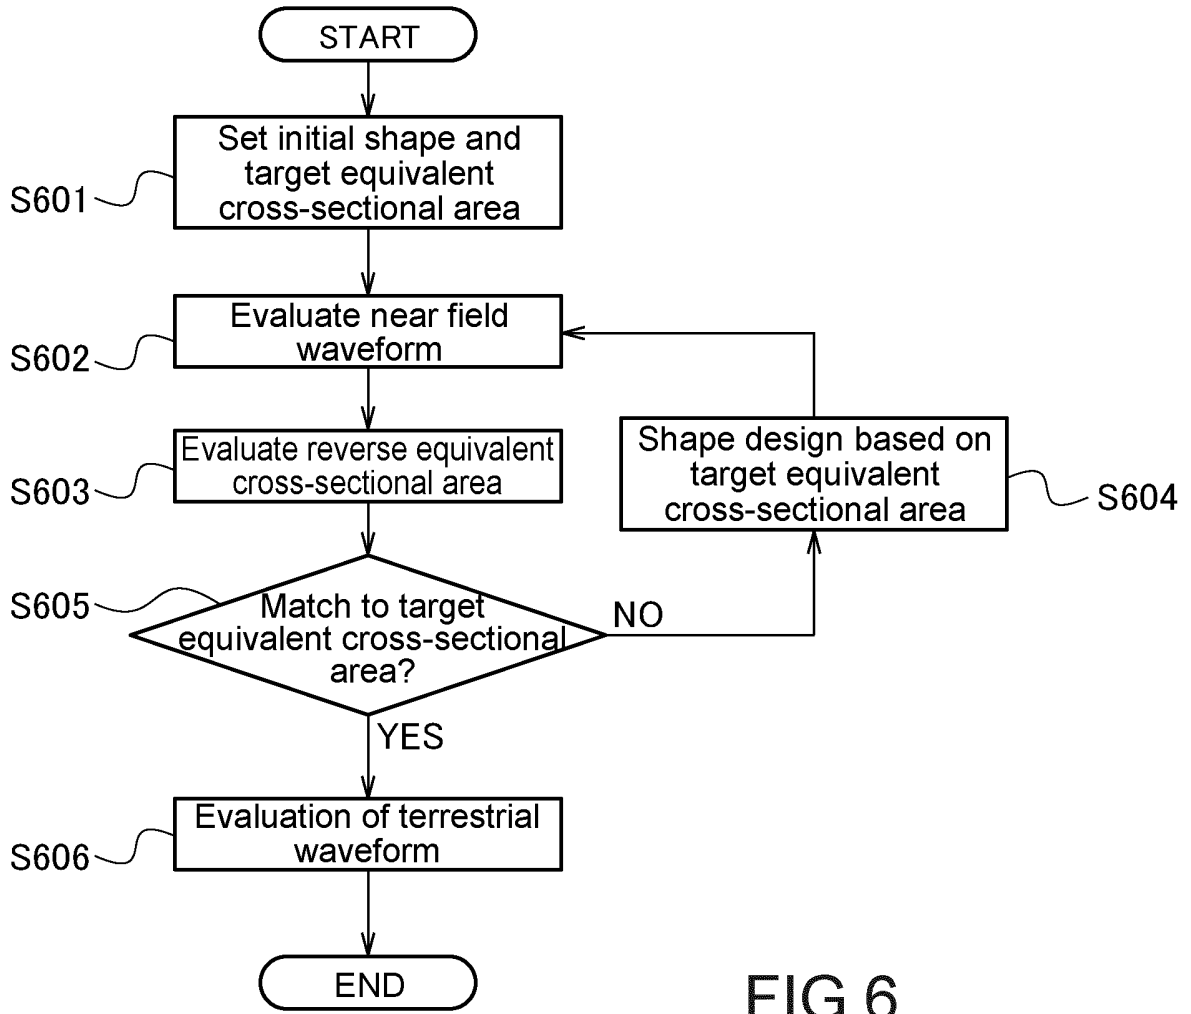 START
Set initial shape and
target equivalent
cross-sectional area
S601
Evaluate near field
waveform
S602
Evaluate reverse equivalent
cross-sectional area
S603
Shape design based on
target equivalent
cross-sectional area
S604
S605
Match to target
equivalent cross-sectional
area?
NO
YES
Evaluation of terrestrial
waveform
S606
END
FIG.6